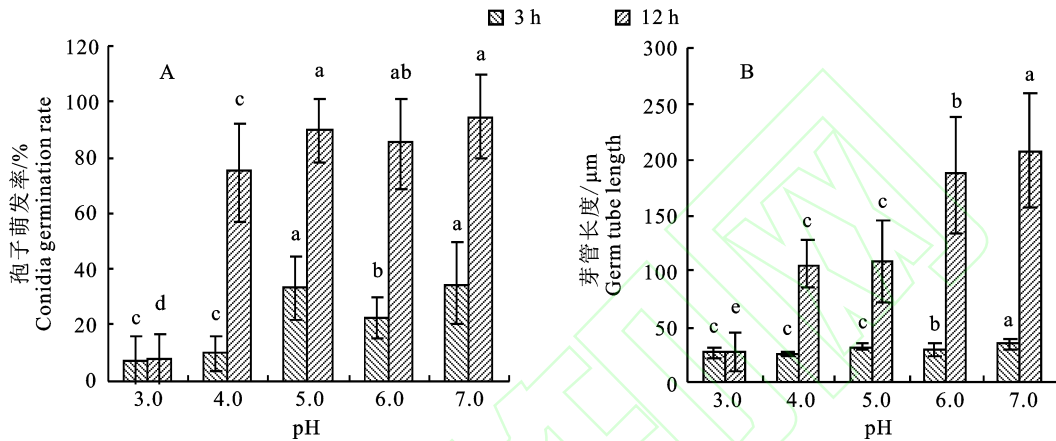 3 h
12 h
120
100
80
60
40
20
0
孢子萌发率/%
Conidia germination rate
A
c
d
c
c
a
a
b
ab
a
a
3.0
4.0
5.0
6.0
7.0
pH
300
250
200
150
100
50
0
芽管长度/μm
Germ tube length
B
c
e
c
c
c
c
b
b
a
a
3.0
4.0
5.0
6.0
7.0
pH